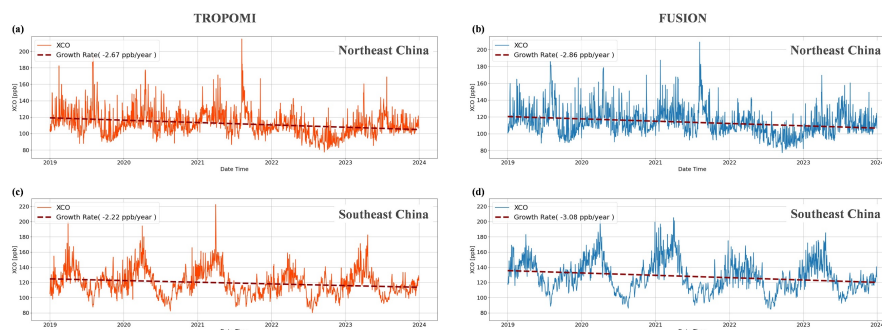 TROPOMI
FUSION
(a)
XCO
Growth Rate( -2.67 ppb/year )
Northeast China
XCO [ppb]
200
180
160
140
120
100
80
2019
2020
2021
2022
2023
2024
Date Time
(b)
XCO
Growth Rate( -2.86 ppb/year )
Northeast China
XCO [ppb]
200
180
160
140
120
100
80
2019
2020
2021
2022
2023
2024
Date Time
(c)
XCO
Growth Rate( -2.22 ppb/year )
Southeast China
XCO [ppb]
220
200
180
160
140
120
100
80
2019
2020
2021
2022
2023
2024
Date Time
(d)
XCO
Growth Rate( -3.08 ppb/year )
Southeast China
XCO [ppb]
220
200
180
160
140
120
100
80
2019
2020
2021
2022
2023
2024
Date Time